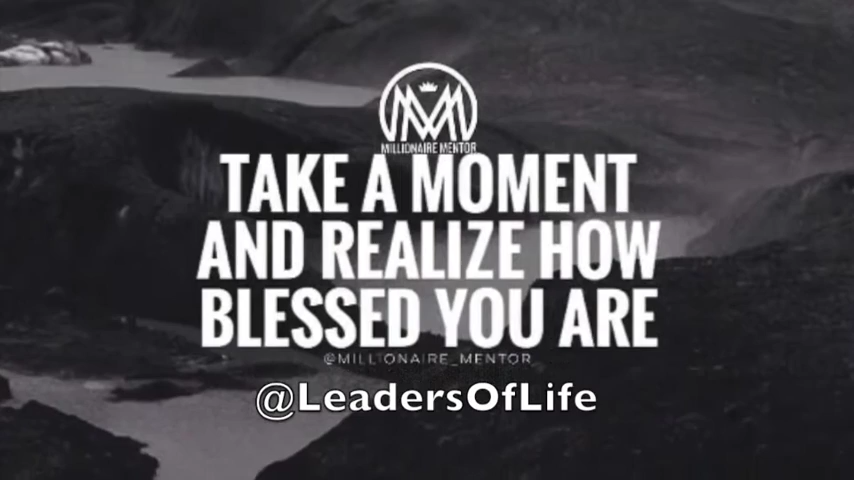 MILLIONAIRE MENTOR
TAKE A MOMENT
AND REALIZE HOW
BLESSED YOU ARE
@MILLIONAIRE_MENTOR
@LeadersOfLife